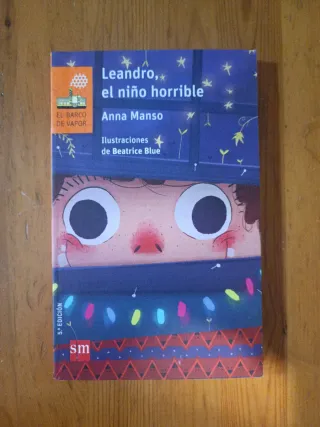 Leandro,
el niño horrible
Anna Manso
Ilustraciones
de Beatrice Blue
EL BARCO
DE VAPOR
5.ª EDICIÓN
sm